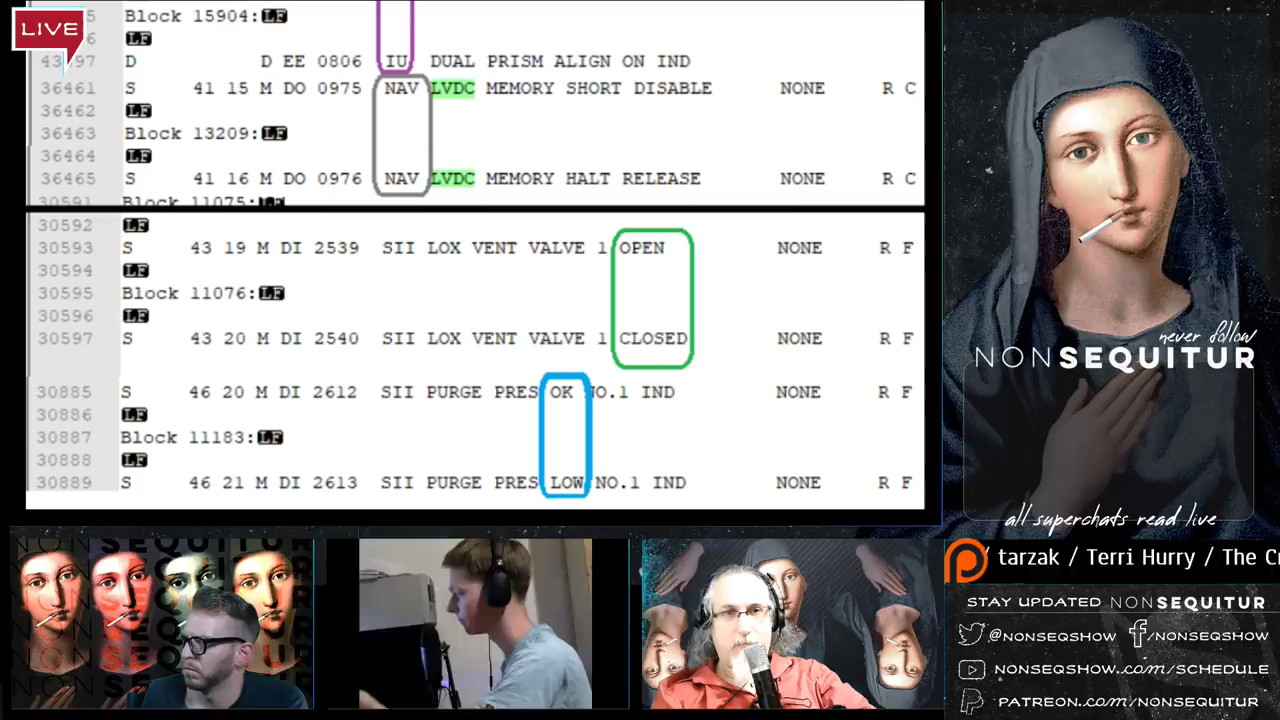 LIVE
Block 15904:LF
LF
D D EE 0806 IU DUAL PRISM ALIGN ON IND
36461 S 41 15 M DO 0975 NAV LVDC MEMORY SHORT DISABLE NONE R C
36462 LF
36463 Block 13209:LF
36464 LF
36465 S 41 16 M DO 0976 NAV LVDC MEMORY HALT RELEASE NONE R C
30591 Block 11075:LF
30592 LF
30593 S 43 19 M DI 2539 SII LOX VENT VALVE 1 OPEN NONE R F
30594 LF
30595 Block 11076:LF
30596 LF
30597 S 43 20 M DI 2540 SII LOX VENT VALVE 1 CLOSED NONE R F
30885 S 46 20 M DI 2612 SII PURGE PRES OK NO.1 IND NONE R F
30886 LF
30887 Block 11183:LF
30888 LF
30889 S 46 21 M DI 2613 SII PURGE PRES LOW NO.1 IND NONE R F
never follow
NONSEQUITUR
all superchats read live
/ tarzak / Terri Hurry / The C
STAY UPDATED NONSEQUITUR
@NONSEQSHOW /NONSEQSHOW
NONSEQSHOW.COM/SCHEDULE
PATREON.COM/NONSEQUITUR